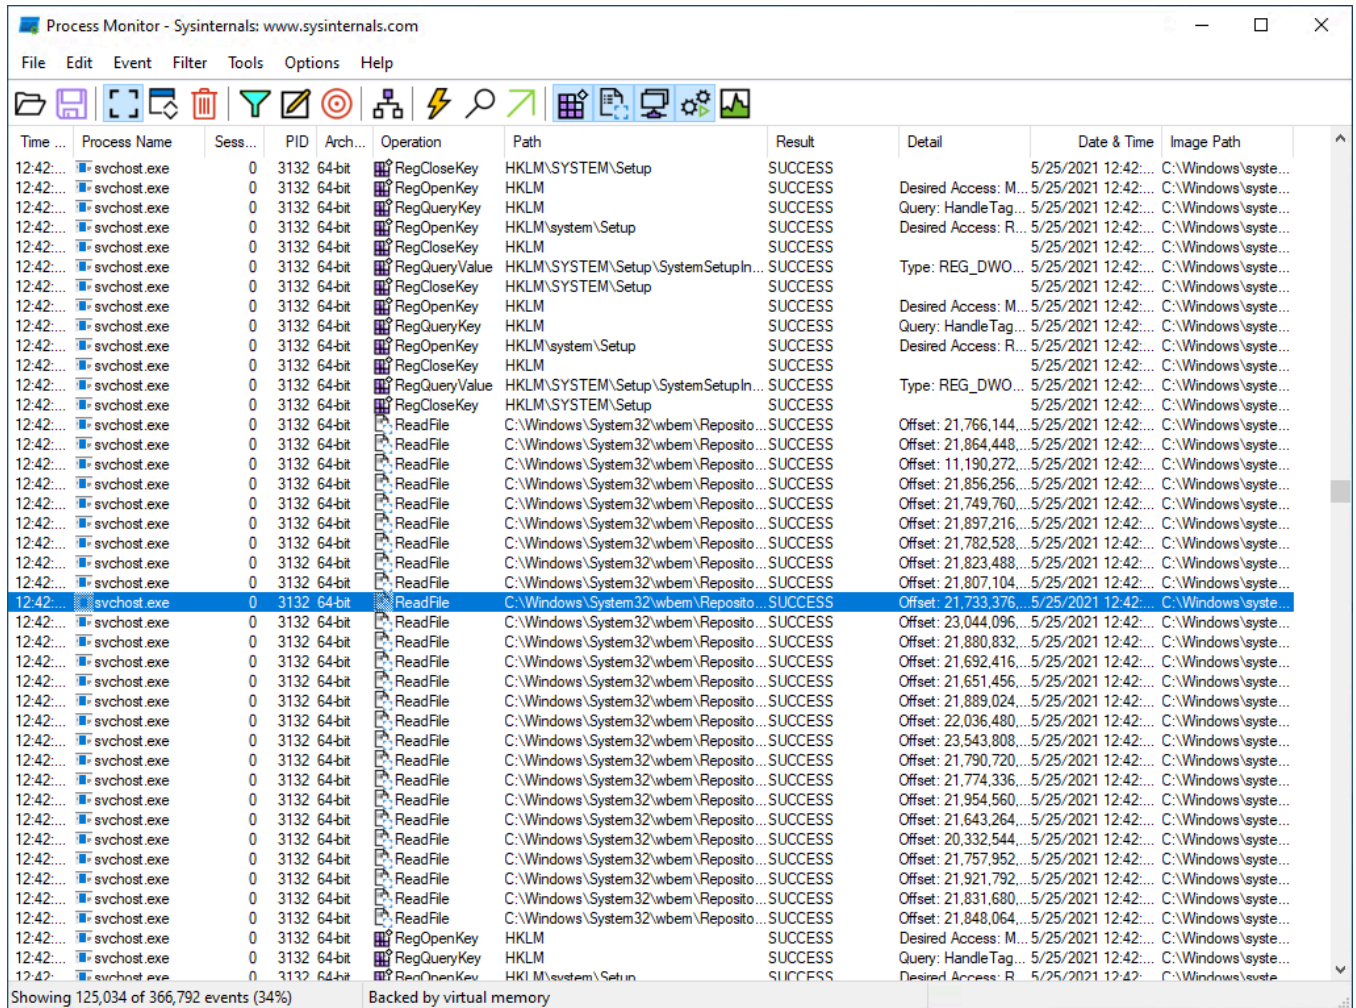 Process Monitor - Sysinternals: www.sysinternals.com
File Edit Event Filter Tools Options Help
Time ... Process Name Sess... PID Arch... Operation Path Result Detail Date & Time Image Path
12:42:... svchost.exe 0 3132 64-bit RegCloseKey HKLM\SYSTEM\Setup SUCCESS 5/25/2021 12:42:... C:\Windows\syste...
12:42:... svchost.exe 0 3132 64-bit RegOpenKey HKLM SUCCESS Desired Access: M... 5/25/2021 12:42:... C:\Windows\syste...
12:42:... svchost.exe 0 3132 64-bit RegQueryKey HKLM SUCCESS Query: HandleTag... 5/25/2021 12:42:... C:\Windows\syste...
12:42:... svchost.exe 0 3132 64-bit RegOpenKey HKLM\system\Setup SUCCESS Desired Access: R... 5/25/2021 12:42:... C:\Windows\syste...
12:42:... svchost.exe 0 3132 64-bit RegCloseKey HKLM SUCCESS 5/25/2021 12:42:... C:\Windows\syste...
12:42:... svchost.exe 0 3132 64-bit RegQueryValue HKLM\SYSTEM\Setup\SystemSetupIn... SUCCESS Type: REG_DWO... 5/25/2021 12:42:... C:\Windows\syste...
12:42:... svchost.exe 0 3132 64-bit RegCloseKey HKLM\SYSTEM\Setup SUCCESS 5/25/2021 12:42:... C:\Windows\syste...
12:42:... svchost.exe 0 3132 64-bit RegOpenKey HKLM SUCCESS Desired Access: M... 5/25/2021 12:42:... C:\Windows\syste...
12:42:... svchost.exe 0 3132 64-bit RegQueryKey HKLM SUCCESS Query: HandleTag... 5/25/2021 12:42:... C:\Windows\syste...
12:42:... svchost.exe 0 3132 64-bit RegOpenKey HKLM\system\Setup SUCCESS Desired Access: R... 5/25/2021 12:42:... C:\Windows\syste...
12:42:... svchost.exe 0 3132 64-bit RegCloseKey HKLM SUCCESS 5/25/2021 12:42:... C:\Windows\syste...
12:42:... svchost.exe 0 3132 64-bit RegQueryValue HKLM\SYSTEM\Setup\SystemSetupIn... SUCCESS Type: REG_DWO... 5/25/2021 12:42:... C:\Windows\syste...
12:42:... svchost.exe 0 3132 64-bit RegCloseKey HKLM\SYSTEM\Setup SUCCESS 5/25/2021 12:42:... C:\Windows\syste...
12:42:... svchost.exe 0 3132 64-bit ReadFile C:\Windows\System32\wbem\Reposito... SUCCESS Offset: 21,766,144,... 5/25/2021 12:42:... C:\Windows\syste...
12:42:... svchost.exe 0 3132 64-bit ReadFile C:\Windows\System32\wbem\Reposito... SUCCESS Offset: 21,864,448,... 5/25/2021 12:42:... C:\Windows\syste...
12:42:... svchost.exe 0 3132 64-bit ReadFile C:\Windows\System32\wbem\Reposito... SUCCESS Offset: 11,190,272,... 5/25/2021 12:42:... C:\Windows\syste...
12:42:... svchost.exe 0 3132 64-bit ReadFile C:\Windows\System32\wbem\Reposito... SUCCESS Offset: 21,856,256,... 5/25/2021 12:42:... C:\Windows\syste...
12:42:... svchost.exe 0 3132 64-bit ReadFile C:\Windows\System32\wbem\Reposito... SUCCESS Offset: 21,749,760,... 5/25/2021 12:42:... C:\Windows\syste...
12:42:... svchost.exe 0 3132 64-bit ReadFile C:\Windows\System32\wbem\Reposito... SUCCESS Offset: 21,897,216,... 5/25/2021 12:42:... C:\Windows\syste...
12:42:... svchost.exe 0 3132 64-bit ReadFile C:\Windows\System32\wbem\Reposito... SUCCESS Offset: 21,782,528,... 5/25/2021 12:42:... C:\Windows\syste...
12:42:... svchost.exe 0 3132 64-bit ReadFile C:\Windows\System32\wbem\Reposito... SUCCESS Offset: 21,823,488,... 5/25/2021 12:42:... C:\Windows\syste...
12:42:... svchost.exe 0 3132 64-bit ReadFile C:\Windows\System32\wbem\Reposito... SUCCESS Offset: 21,807,104,... 5/25/2021 12:42:... C:\Windows\syste...
12:42:... svchost.exe 0 3132 64-bit ReadFile C:\Windows\System32\wbem\Reposito... SUCCESS Offset: 21,733,376,... 5/25/2021 12:42:... C:\Windows\syste...
12:42:... svchost.exe 0 3132 64-bit ReadFile C:\Windows\System32\wbem\Reposito... SUCCESS Offset: 23,044,096,... 5/25/2021 12:42:... C:\Windows\syste...
12:42:... svchost.exe 0 3132 64-bit ReadFile C:\Windows\System32\wbem\Reposito... SUCCESS Offset: 21,880,832,... 5/25/2021 12:42:... C:\Windows\syste...
12:42:... svchost.exe 0 3132 64-bit ReadFile C:\Windows\System32\wbem\Reposito... SUCCESS Offset: 21,692,416,... 5/25/2021 12:42:... C:\Windows\syste...
12:42:... svchost.exe 0 3132 64-bit ReadFile C:\Windows\System32\wbem\Reposito... SUCCESS Offset: 21,651,456,... 5/25/2021 12:42:... C:\Windows\syste...
12:42:... svchost.exe 0 3132 64-bit ReadFile C:\Windows\System32\wbem\Reposito... SUCCESS Offset: 21,889,024,... 5/25/2021 12:42:... C:\Windows\syste...
12:42:... svchost.exe 0 3132 64-bit ReadFile C:\Windows\System32\wbem\Reposito... SUCCESS Offset: 22,036,480,... 5/25/2021 12:42:... C:\Windows\syste...
12:42:... svchost.exe 0 3132 64-bit ReadFile C:\Windows\System32\wbem\Reposito... SUCCESS Offset: 23,543,808,... 5/25/2021 12:42:... C:\Windows\syste...
12:42:... svchost.exe 0 3132 64-bit ReadFile C:\Windows\System32\wbem\Reposito... SUCCESS Offset: 21,790,720,... 5/25/2021 12:42:... C:\Windows\syste...
12:42:... svchost.exe 0 3132 64-bit ReadFile C:\Windows\System32\wbem\Reposito... SUCCESS Offset: 21,774,336,... 5/25/2021 12:42:... C:\Windows\syste...
12:42:... svchost.exe 0 3132 64-bit ReadFile C:\Windows\System32\wbem\Reposito... SUCCESS Offset: 21,954,560,... 5/25/2021 12:42:... C:\Windows\syste...
12:42:... svchost.exe 0 3132 64-bit ReadFile C:\Windows\System32\wbem\Reposito... SUCCESS Offset: 21,643,264,... 5/25/2021 12:42:... C:\Windows\syste...
12:42:... svchost.exe 0 3132 64-bit ReadFile C:\Windows\System32\wbem\Reposito... SUCCESS Offset: 20,332,544,... 5/25/2021 12:42:... C:\Windows\syste...
12:42:... svchost.exe 0 3132 64-bit ReadFile C:\Windows\System32\wbem\Reposito... SUCCESS Offset: 21,757,952,... 5/25/2021 12:42:... C:\Windows\syste...
12:42:... svchost.exe 0 3132 64-bit ReadFile C:\Windows\System32\wbem\Reposito... SUCCESS Offset: 21,921,792,... 5/25/2021 12:42:... C:\Windows\syste...
12:42:... svchost.exe 0 3132 64-bit ReadFile C:\Windows\System32\wbem\Reposito... SUCCESS Offset: 21,831,680,... 5/25/2021 12:42:... C:\Windows\syste...
12:42:... svchost.exe 0 3132 64-bit ReadFile C:\Windows\System32\wbem\Reposito... SUCCESS Offset: 21,848,064,... 5/25/2021 12:42:... C:\Windows\syste...
12:42:... svchost.exe 0 3132 64-bit RegOpenKey HKLM SUCCESS Desired Access: M... 5/25/2021 12:42:... C:\Windows\syste...
12:42:... svchost.exe 0 3132 64-bit RegQueryKey HKLM SUCCESS Query: HandleTag... 5/25/2021 12:42:... C:\Windows\syste...
12:42: svchost.exe 0 3132 64-bit RegOpenKey HKLM\system\Setup SUCCESS Desired Access: R 5/25/2021 12:42: C:\Windows\syste
Showing 125,034 of 366,792 events (34%) Backed by virtual memory